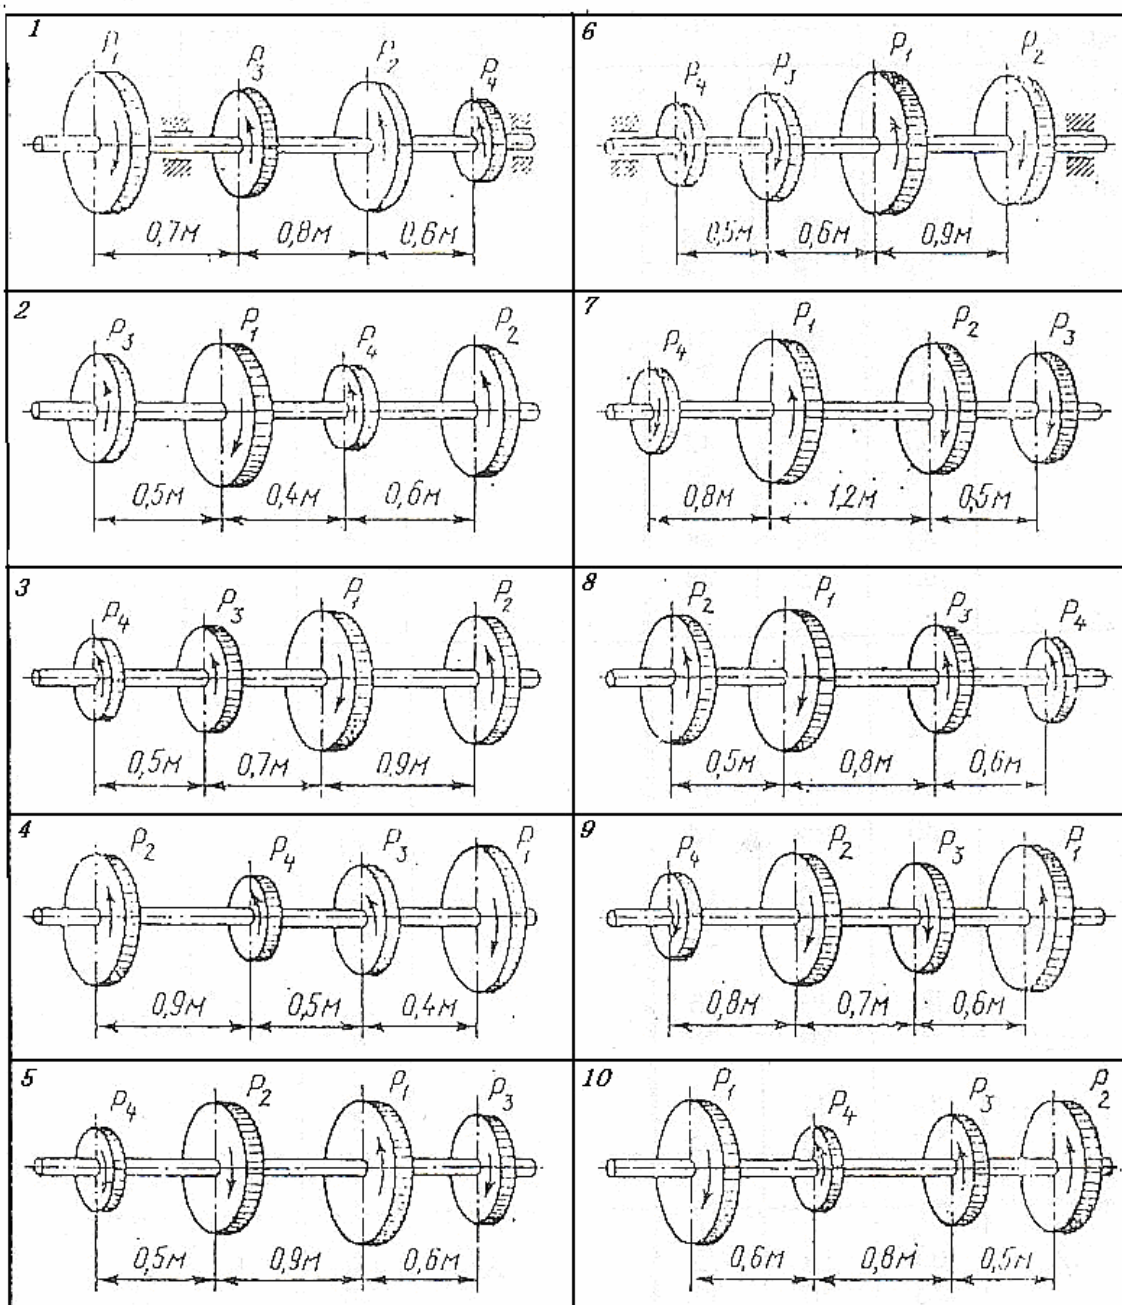 1
P₁ P₃ P₂ P₄
0,7м 0,8м 0,6м
6
P₄ P₃ P₁ P₂
0,5м 0,6м 0,9м
2
P₃ P₁ P₄ P₂
0,5м 0,4м 0,6м
7
P₄ P₁ P₂ P₃
0,8м 1,2м 0,5м
3
P₄ P₃ P₁ P₂
0,5м 0,7м 0,9м
8
P₂ P₁ P₃ P₄
0,5м 0,8м 0,6м
4
P₂ P₄ P₃ P₁
0,9м 0,5м 0,4м
9
P₄ P₂ P₃ P₁
0,8м 0,7м 0,6м
5
P₄ P₂ P₁ P₃
0,5м 0,9м 0,6м
10
P₁ P₄ P₃ P₂
0,6м 0,8м 0,5м